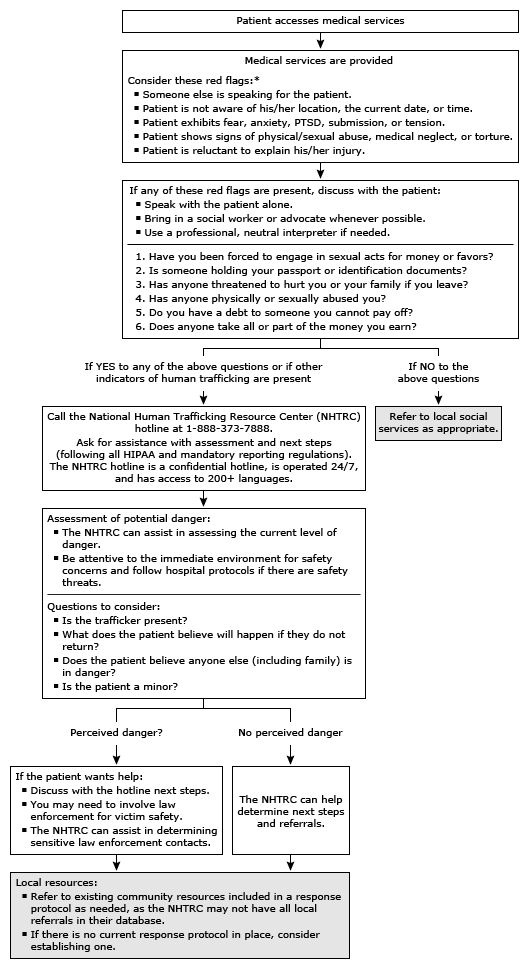 Patient accesses medical services
Medical services are provided
Consider these red flags:*
▪ Someone else is speaking for the patient.
▪ Patient is not aware of his/her location, the current date, or time.
▪ Patient exhibits fear, anxiety, PTSD, submission, or tension.
▪ Patient shows signs of physical/sexual abuse, medical neglect, or torture.
▪ Patient is reluctant to explain his/her injury.
If any of these red flags are present, discuss with the patient:
▪ Speak with the patient alone.
▪ Bring in a social worker or advocate whenever possible.
▪ Use a professional, neutral interpreter if needed.
1. Have you been forced to engage in sexual acts for money or favors?
2. Is someone holding your passport or identification documents?
3. Has anyone threatened to hurt you or your family if you leave?
4. Has anyone physically or sexually abused you?
5. Do you have a debt to someone you cannot pay off?
6. Does anyone take all or part of the money you earn?
If YES to any of the above questions or if other
indicators of human trafficking are present
If NO to the
above questions
Call the National Human Trafficking Resource Center (NHTRC)
hotline at 1-888-373-7888.
Ask for assistance with assessment and next steps
(following all HIPAA and mandatory reporting regulations).
The NHTRC hotline is a confidential hotline, is operated 24/7,
and has access to 200+ languages.
Refer to local social
services as appropriate.
Assessment of potential danger:
▪ The NHTRC can assist in assessing the current level of
danger.
▪ Be attentive to the immediate environment for safety
concerns and follow hospital protocols if there are safety
threats.
Questions to consider:
▪ Is the trafficker present?
▪ What does the patient believe will happen if they do not
return?
▪ Does the patient believe anyone else (including family) is
in danger?
▪ Is the patient a minor?
Perceived danger?
No perceived danger
If the patient wants help:
▪ Discuss with the hotline next steps.
▪ You may need to involve law
enforcement for victim safety.
▪ The NHTRC can assist in determining
sensitive law enforcement contacts.
The NHTRC can help
determine next steps
and referrals.
Local resources:
▪ Refer to existing community resources included in a response
protocol as needed, as the NHTRC may not have all local
referrals in their database.
▪ If there is no current response protocol in place, consider
establishing one.